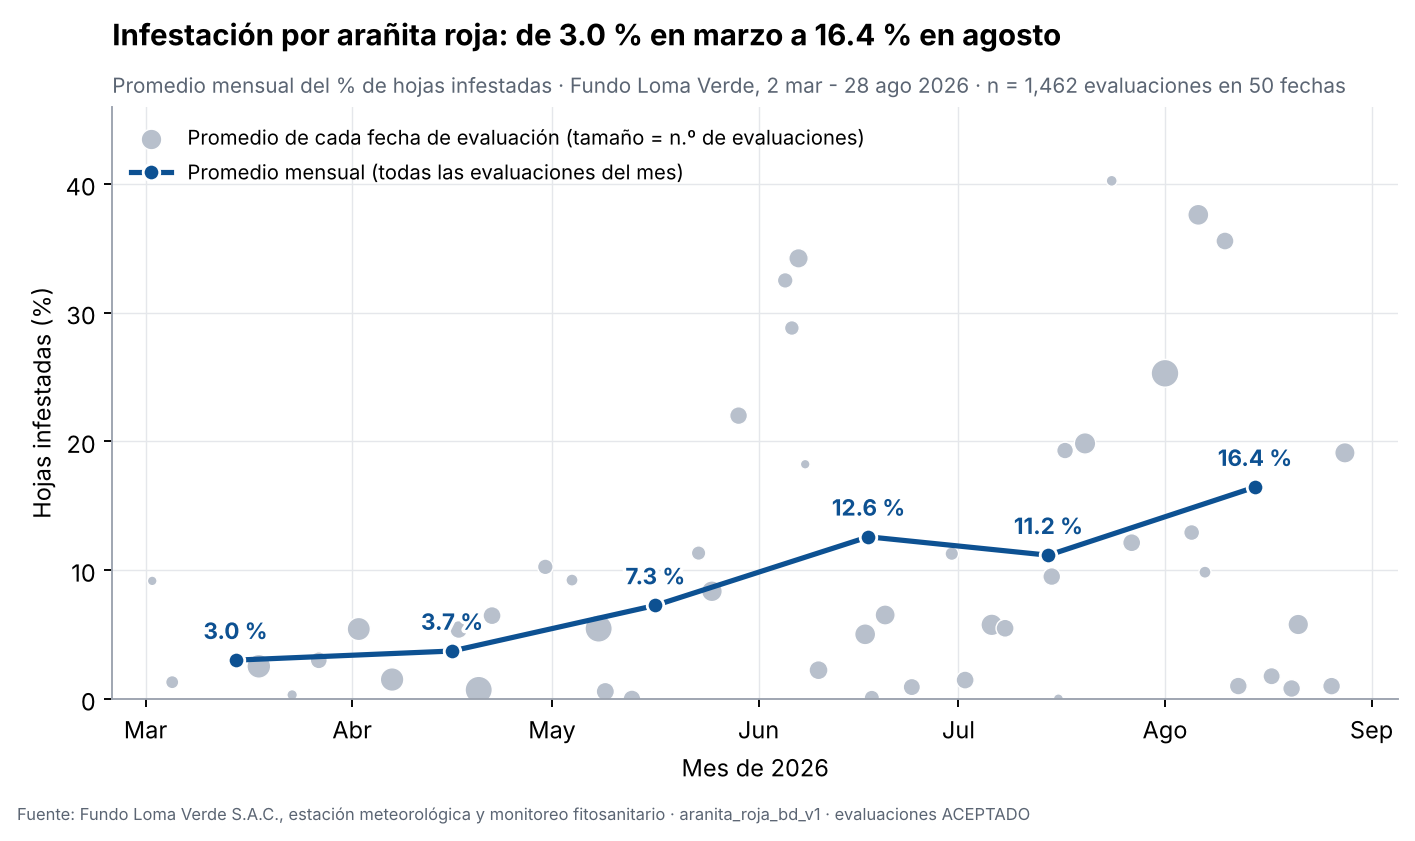 Infestación por arañita roja: de 3.0 % en marzo a 16.4 % en agosto
Promedio mensual del % de hojas infestadas · Fundo Loma Verde, 2 mar - 28 ago 2026 · n = 1,462 evaluaciones en 50 fechas
Promedio de cada fecha de evaluación (tamaño = n.º de evaluaciones)
Promedio mensual (todas las evaluaciones del mes)
Hojas infestadas (%)
40
30
20
10
0
3.0 %
3.7 %
7.3 %
12.6 %
11.2 %
16.4 %
Mar
Abr
May
Jun
Jul
Ago
Sep
Mes de 2026
Fuente: Fundo Loma Verde S.A.C., estación meteorológica y monitoreo fitosanitario · aranita_roja_bd_v1 · evaluaciones ACEPTADO